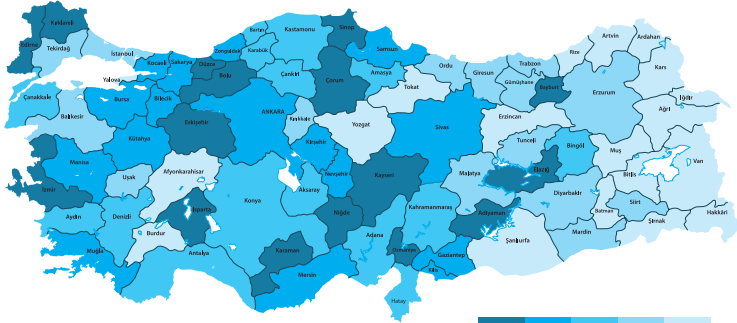 Kırklareli
Edirne
Tekirdağ
İstanbul
Yalova
Kocaeli
Sakarya
Düzce
Zonguldak
Bartın
Karabük
Kastamonu
Sinop
Samsun
Bolu
Çankırı
Çorum
Amasya
Tokat
Ordu
Giresun
Trabzon
Gümüşhane
Bayburt
Rize
Artvin
Ardahan
Kars
Iğdır
Ağrı
Erzurum
Erzincan
Çanakkale
Balıkesir
Bursa
Bilecik
Eskişehir
Kütahya
ANKARA
Kırıkkale
Kırşehir
Yozgat
Sivas
Tunceli
Bingöl
Muş
Bitlis
Van
Manisa
İzmir
Uşak
Afyonkarahisar
Konya
Aksaray
Nevşehir
Kayseri
Malatya
Elazığ
Diyarbakır
Batman
Siirt
Şırnak
Hakkâri
Aydın
Denizli
Isparta
Burdur
Muğla
Antalya
Karaman
Niğde
Mersin
Adana
Kahramanmaraş
Osmaniye
Adıyaman
Gaziantep
Kilis
Hatay
Şanlıurfa
Mardin